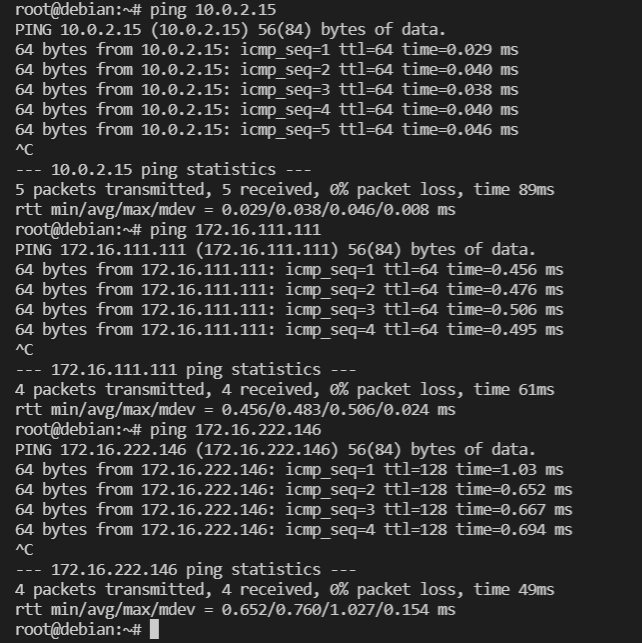 root@debian:~# ping 10.0.2.15
PING 10.0.2.15 (10.0.2.15) 56(84) bytes of data.
64 bytes from 10.0.2.15: icmp_seq=1 ttl=64 time=0.029 ms
64 bytes from 10.0.2.15: icmp_seq=2 ttl=64 time=0.040 ms
64 bytes from 10.0.2.15: icmp_seq=3 ttl=64 time=0.038 ms
64 bytes from 10.0.2.15: icmp_seq=4 ttl=64 time=0.040 ms
64 bytes from 10.0.2.15: icmp_seq=5 ttl=64 time=0.046 ms
^C
--- 10.0.2.15 ping statistics ---
5 packets transmitted, 5 received, 0% packet loss, time 89ms
rtt min/avg/max/mdev = 0.029/0.038/0.046/0.008 ms
root@debian:~# ping 172.16.111.111
PING 172.16.111.111 (172.16.111.111) 56(84) bytes of data.
64 bytes from 172.16.111.111: icmp_seq=1 ttl=64 time=0.456 ms
64 bytes from 172.16.111.111: icmp_seq=2 ttl=64 time=0.476 ms
64 bytes from 172.16.111.111: icmp_seq=3 ttl=64 time=0.506 ms
64 bytes from 172.16.111.111: icmp_seq=4 ttl=64 time=0.495 ms
^C
--- 172.16.111.111 ping statistics ---
4 packets transmitted, 4 received, 0% packet loss, time 61ms
rtt min/avg/max/mdev = 0.456/0.483/0.506/0.024 ms
root@debian:~# ping 172.16.222.146
PING 172.16.222.146 (172.16.222.146) 56(84) bytes of data.
64 bytes from 172.16.222.146: icmp_seq=1 ttl=128 time=1.03 ms
64 bytes from 172.16.222.146: icmp_seq=2 ttl=128 time=0.652 ms
64 bytes from 172.16.222.146: icmp_seq=3 ttl=128 time=0.667 ms
64 bytes from 172.16.222.146: icmp_seq=4 ttl=128 time=0.694 ms
^C
--- 172.16.222.146 ping statistics ---
4 packets transmitted, 4 received, 0% packet loss, time 49ms
rtt min/avg/max/mdev = 0.652/0.760/1.027/0.154 ms
root@debian:~#